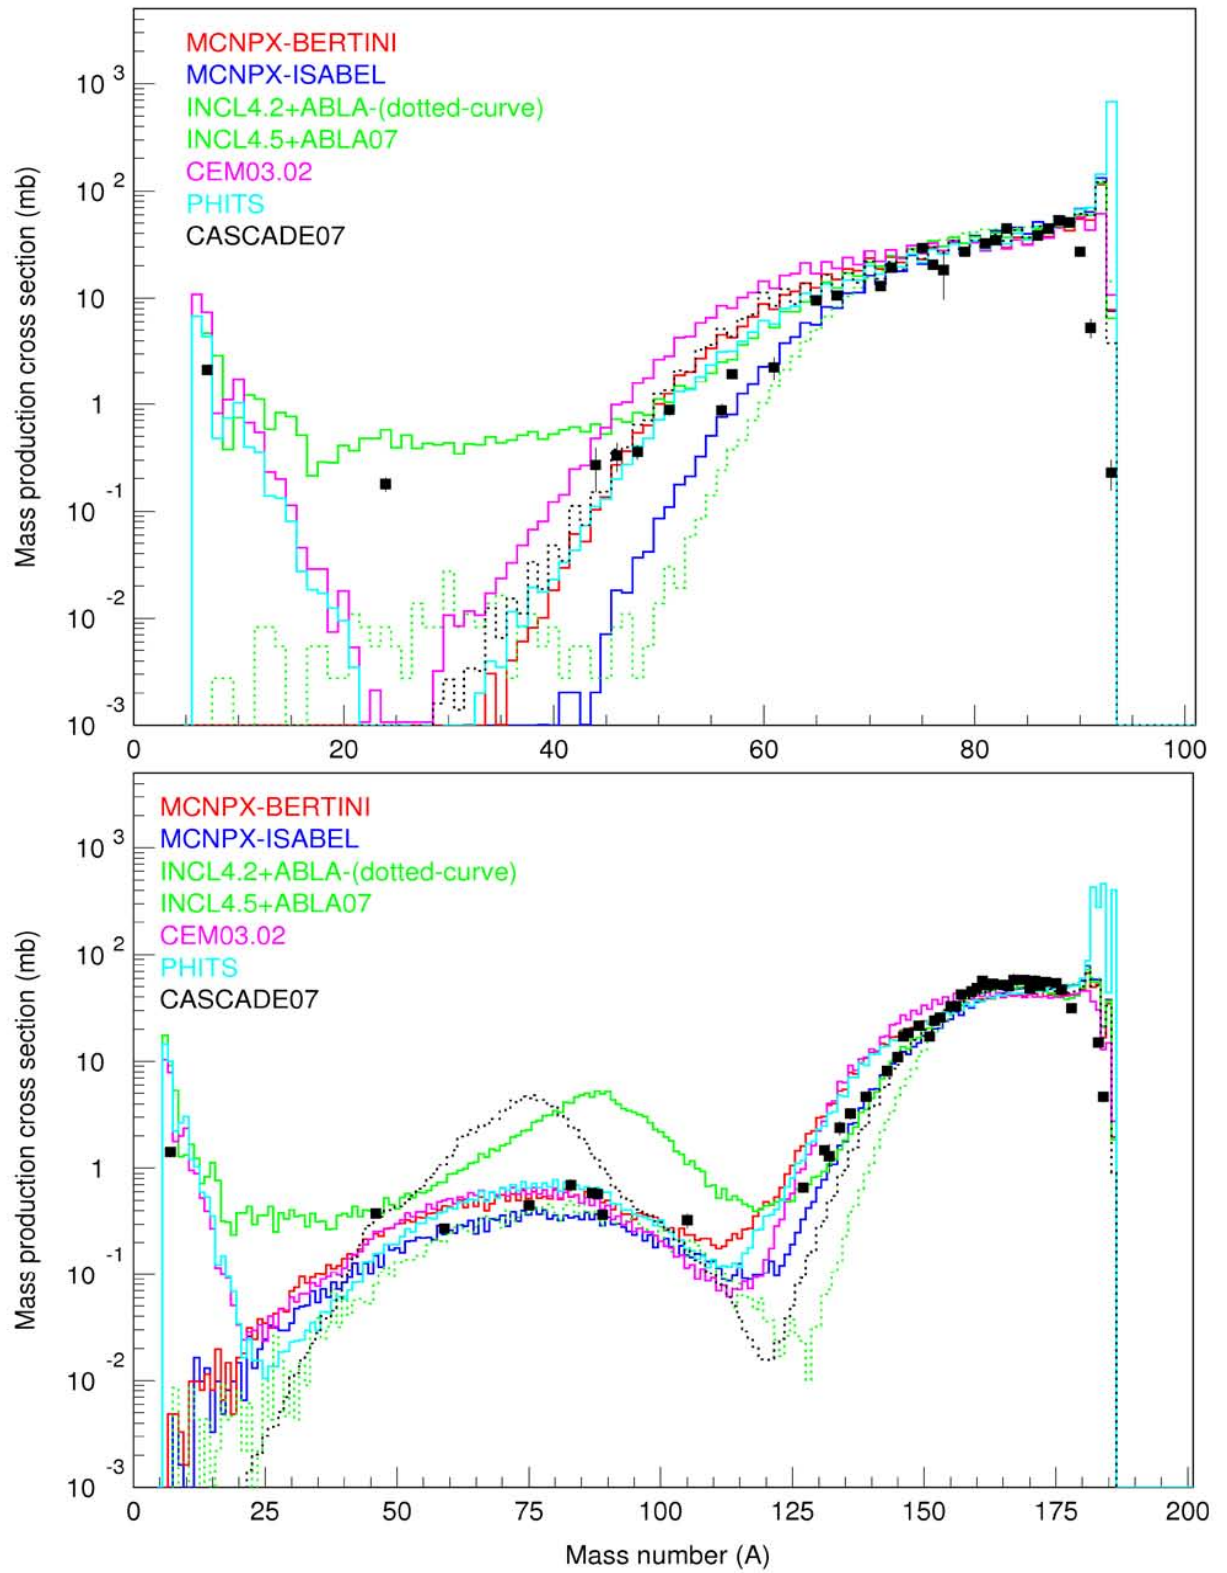 MCNPX-BERTINI
MCNPX-ISABEL
INCL4.2+ABLA-(dotted-curve)
INCL4.5+ABLA07
CEM03.02
PHITS
CASCADE07
Mass production cross section (mb)
10 3
10 2
10
1
10 -1
10 -2
10 -3
0 20 40 60 80 100
MCNPX-BERTINI
MCNPX-ISABEL
INCL4.2+ABLA-(dotted-curve)
INCL4.5+ABLA07
CEM03.02
PHITS
CASCADE07
Mass production cross section (mb)
10 3
10 2
10
1
10 -1
10 -2
10 -3
0 25 50 75 100 125 150 175 200
Mass number (A)